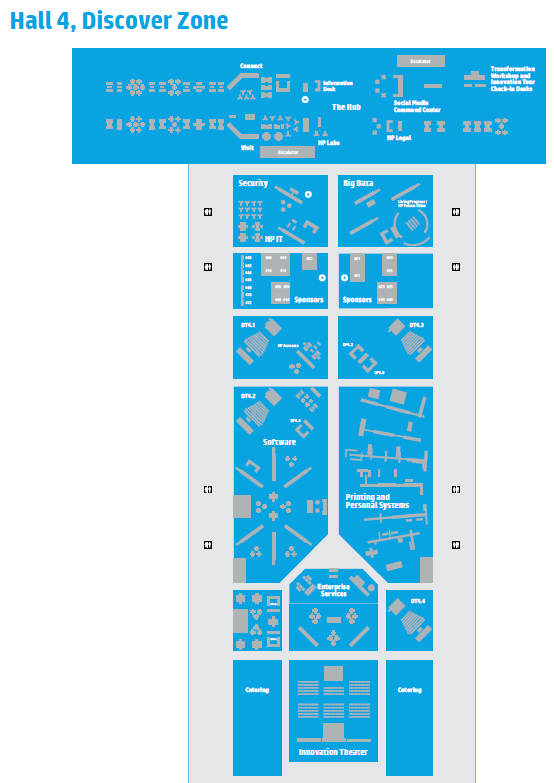 Hall 4, Discover Zone
Escalator
Connect
Information
Desk
The Hub
Transformation
Workshop and
Innovation Tour
Check-in Desks
Social Media
Command Center
Visit
Escalator
HP Labs
HP Legal
Security
Big Data
HP IT
Sponsors
Sponsors
DT4.1
DT4.3
DT4.2
Software
Printing and
Personal Systems
Enterprise
Services
DT4.4
Catering
Catering
Innovation Theater